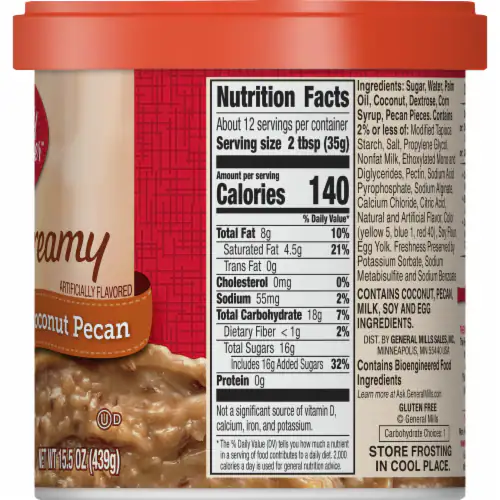 reamy
ARTIFICIALLY FLAVORED
oconut Pecan
U D
NET WT 15.5 OZ (439g)
Nutrition Facts
About 12 servings per container
Serving size 2 tbsp (35g)
Amount per serving
Calories 140
% Daily Value*
Total Fat 8g 10%
Saturated Fat 4.5g 21%
Trans Fat 0g
Cholesterol 0mg 0%
Sodium 55mg 2%
Total Carbohydrate 18g 7%
Dietary Fiber <1g 2%
Total Sugars 16g
Includes 16g Added Sugars 32%
Protein 0g
Not a significant source of vitamin D,
calcium, iron, and potassium.
*The % Daily Value (DV) tells you how much a nutrient
in a serving of food contributes to a daily diet. 2,000
calories a day is used for general nutrition advice.
Ingredients: Sugar, Water, Palm
Oil, Coconut, Dextrose, Corn
Syrup, Pecan Pieces. Contains
2% or less of: Modified Tapioca
Starch, Salt, Propylene Glycol,
Nonfat Milk, Ethoxylated Mono and
Diglycerides, Pectin, Sodium Acid
Pyrophosphate, Sodium Alginate,
Calcium Chloride, Citric Acid,
Natural and Artificial Flavor, Color
(yellow 5, blue 1, red 40), Soy Flour,
Egg Yolk. Freshness Preserved by
Potassium Sorbate, Sodium
Metabisulfite and Sodium Benzoate.
CONTAINS COCONUT, PECAN,
MILK, SOY AND EGG
INGREDIENTS.
DIST. BY GENERAL MILLS SALES, INC.,
MINNEAPOLIS, MN 55440 USA
Contains Bioengineered Food
Ingredients
Learn more at Ask.GeneralMills.com
GLUTEN FREE
© General Mills
Carbohydrate Choices: 1
STORE FROSTING
IN COOL PLACE.